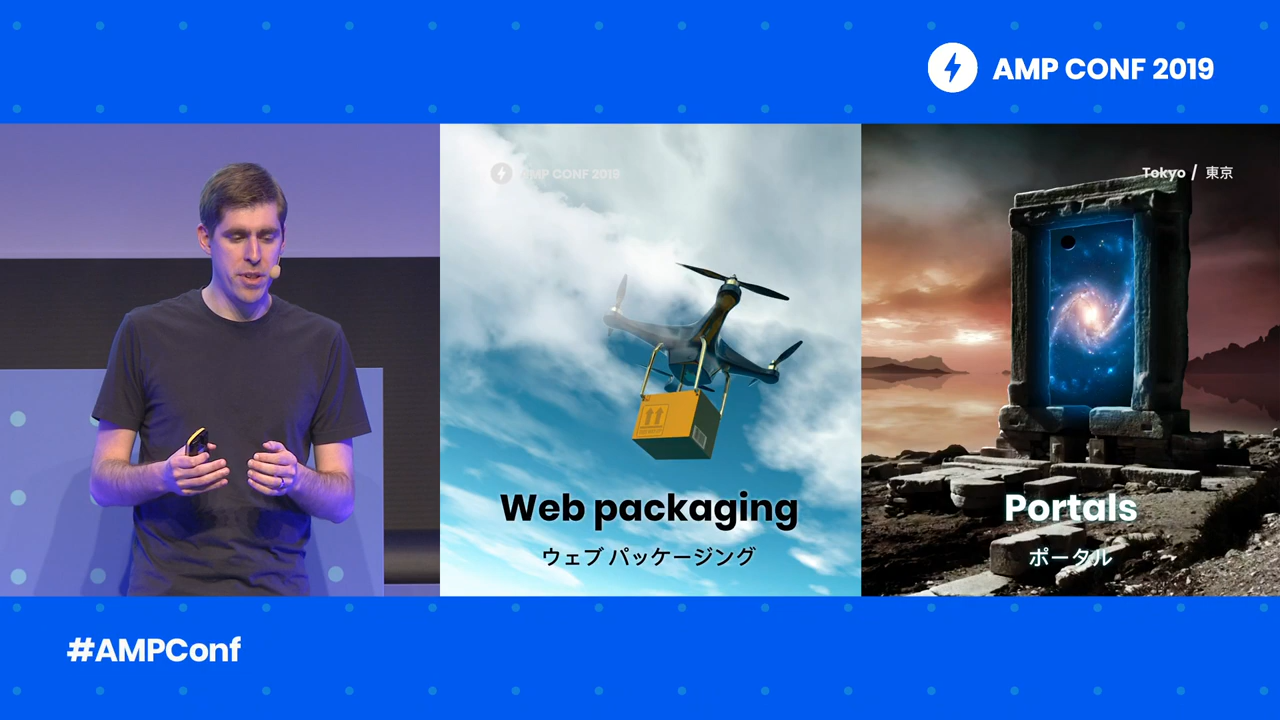 AMP CONF 2019
AMP CONF 2019
Tokyo / 東京
Web packaging
ウェブ パッケージング
Portals
ポータル
#AMPConf